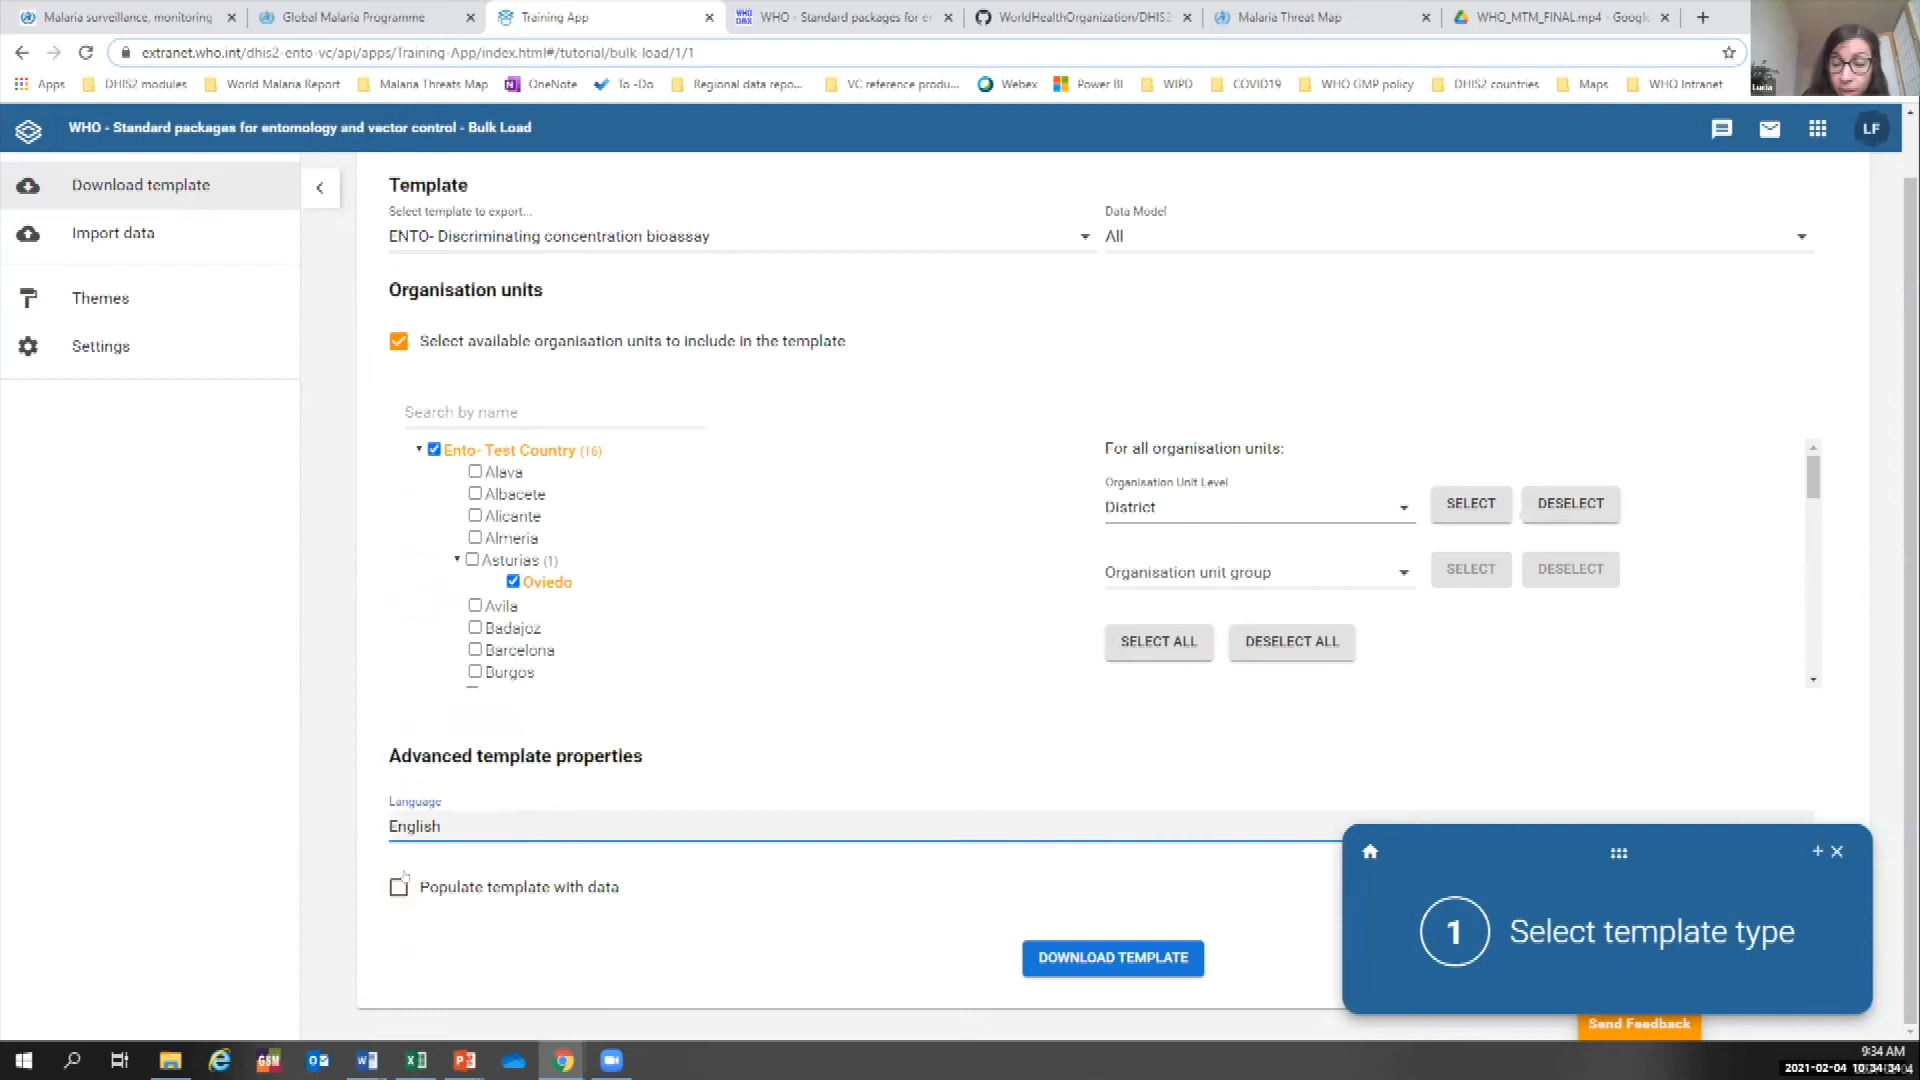 Malaria surveillance, monitoring
Global Malaria Programme
Training App
WHO - Standard packages for e
WorldHealthOrganization/DHIS2
Malaria Threat Map
WHO_MTM_FINAL.mp4 - Google
extranet.who.int/dhis2-ento-vc/api/apps/Training-App/index.html#/tutorial/bulk-load/1/1
Apps
DHIS2 modules
World Malaria Report
Malaria Threats Map
OneNote
To-Do
Regional data repo...
VC reference produ...
Webex
Power BI
WIPD
COVID19
WHO GMP policy
DHIS2 countries
Maps
WHO Intranet
Lucia
WHO - Standard packages for entomology and vector control - Bulk Load
LF
Download template
Import data
Themes
Settings
Template
Select template to export...
ENTO- Discriminating concentration bioassay
Data Model
All
Organisation units
Select available organisation units to include in the template
Search by name
Ento- Test Country (16)
Alava
Albacete
Alicante
Almeria
Asturias (1)
Oviedo
Avila
Badajoz
Barcelona
Burgos
For all organisation units:
Organisation Unit Level
District
SELECT
DESELECT
Organisation unit group
SELECT
DESELECT
SELECT ALL
DESELECT ALL
Advanced template properties
Language
English
Populate template with data
DOWNLOAD TEMPLATE
1 Select template type
Send Feedback
9:34 AM
2021-02-04